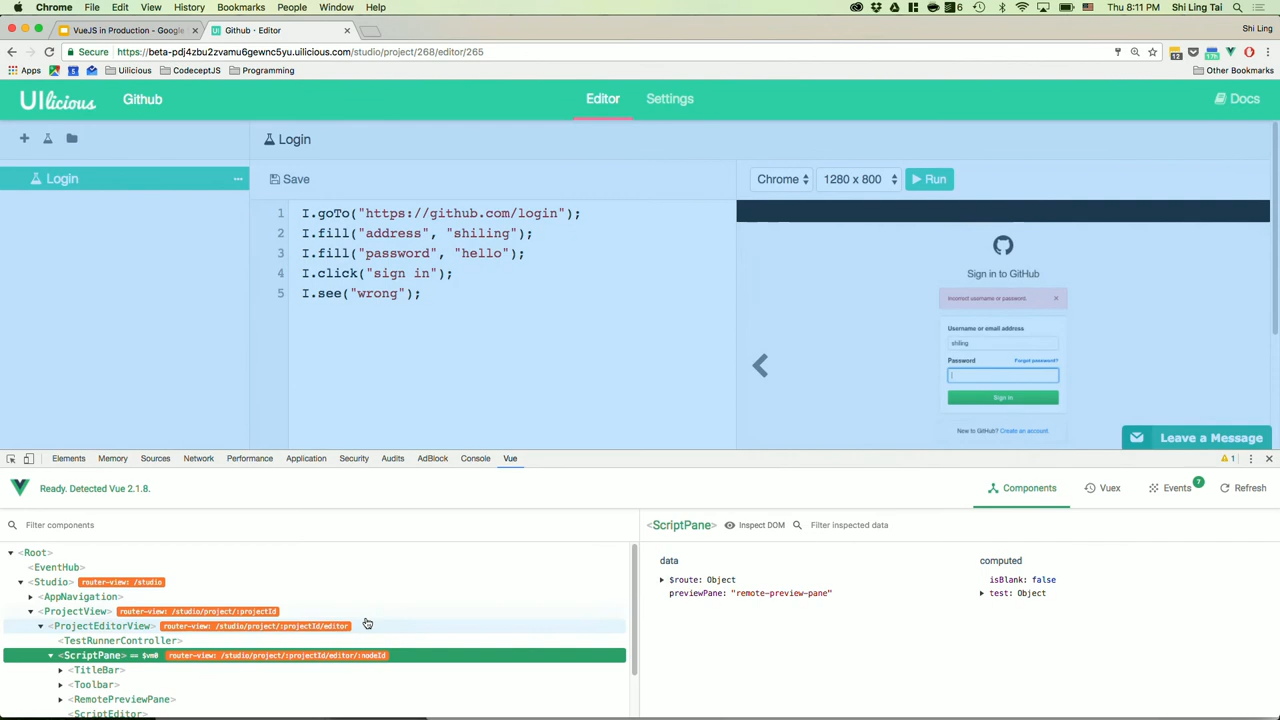 Chrome File Edit View History Bookmarks People Window Help 6 Thu 8:11 PM Shi Ling Tai
VueJS in Production - Google Github · Editor Shi Ling
Secure https://beta-pdj4zbu2zvamu6gewnc5yu.uilicious.com/studio/project/268/editor/265
Apps Uilicious CodeceptJS Programming Other Bookmarks
UIlicious Github Editor Settings Docs
Login
Login
Save Chrome 1280 x 800 Run
1 I.goTo("https://github.com/login");
2 I.fill("address", "shiling");
3 I.fill("password", "hello");
4 I.click("sign in");
5 I.see("wrong");
Sign in to GitHub
Incorrect username or password.
Username or email address
shiling
Password Forgot password?
Sign in
New to GitHub? Create an account.
Leave a Message
Elements Memory Sources Network Performance Application Security Audits AdBlock Console Vue 1
Ready. Detected Vue 2.1.8. Components Vuex Events 7 Refresh
Filter components <ScriptPane> Inspect DOM Filter inspected data
<Root>
<EventHub>
<Studio> router-view: /studio
<AppNavigation>
<ProjectView> router-view: /studio/project/:projectId
<ProjectEditorView> router-view: /studio/project/:projectId/editor
<TestRunnerController>
<ScriptPane> == $vm0 router-view: /studio/project/:projectId/editor/:nodeId
<TitleBar>
<Toolbar>
<RemotePreviewPane>
<ScriptEditor>
data
$route: Object
previewPane: "remote-preview-pane"
computed
isBlank: false
test: Object